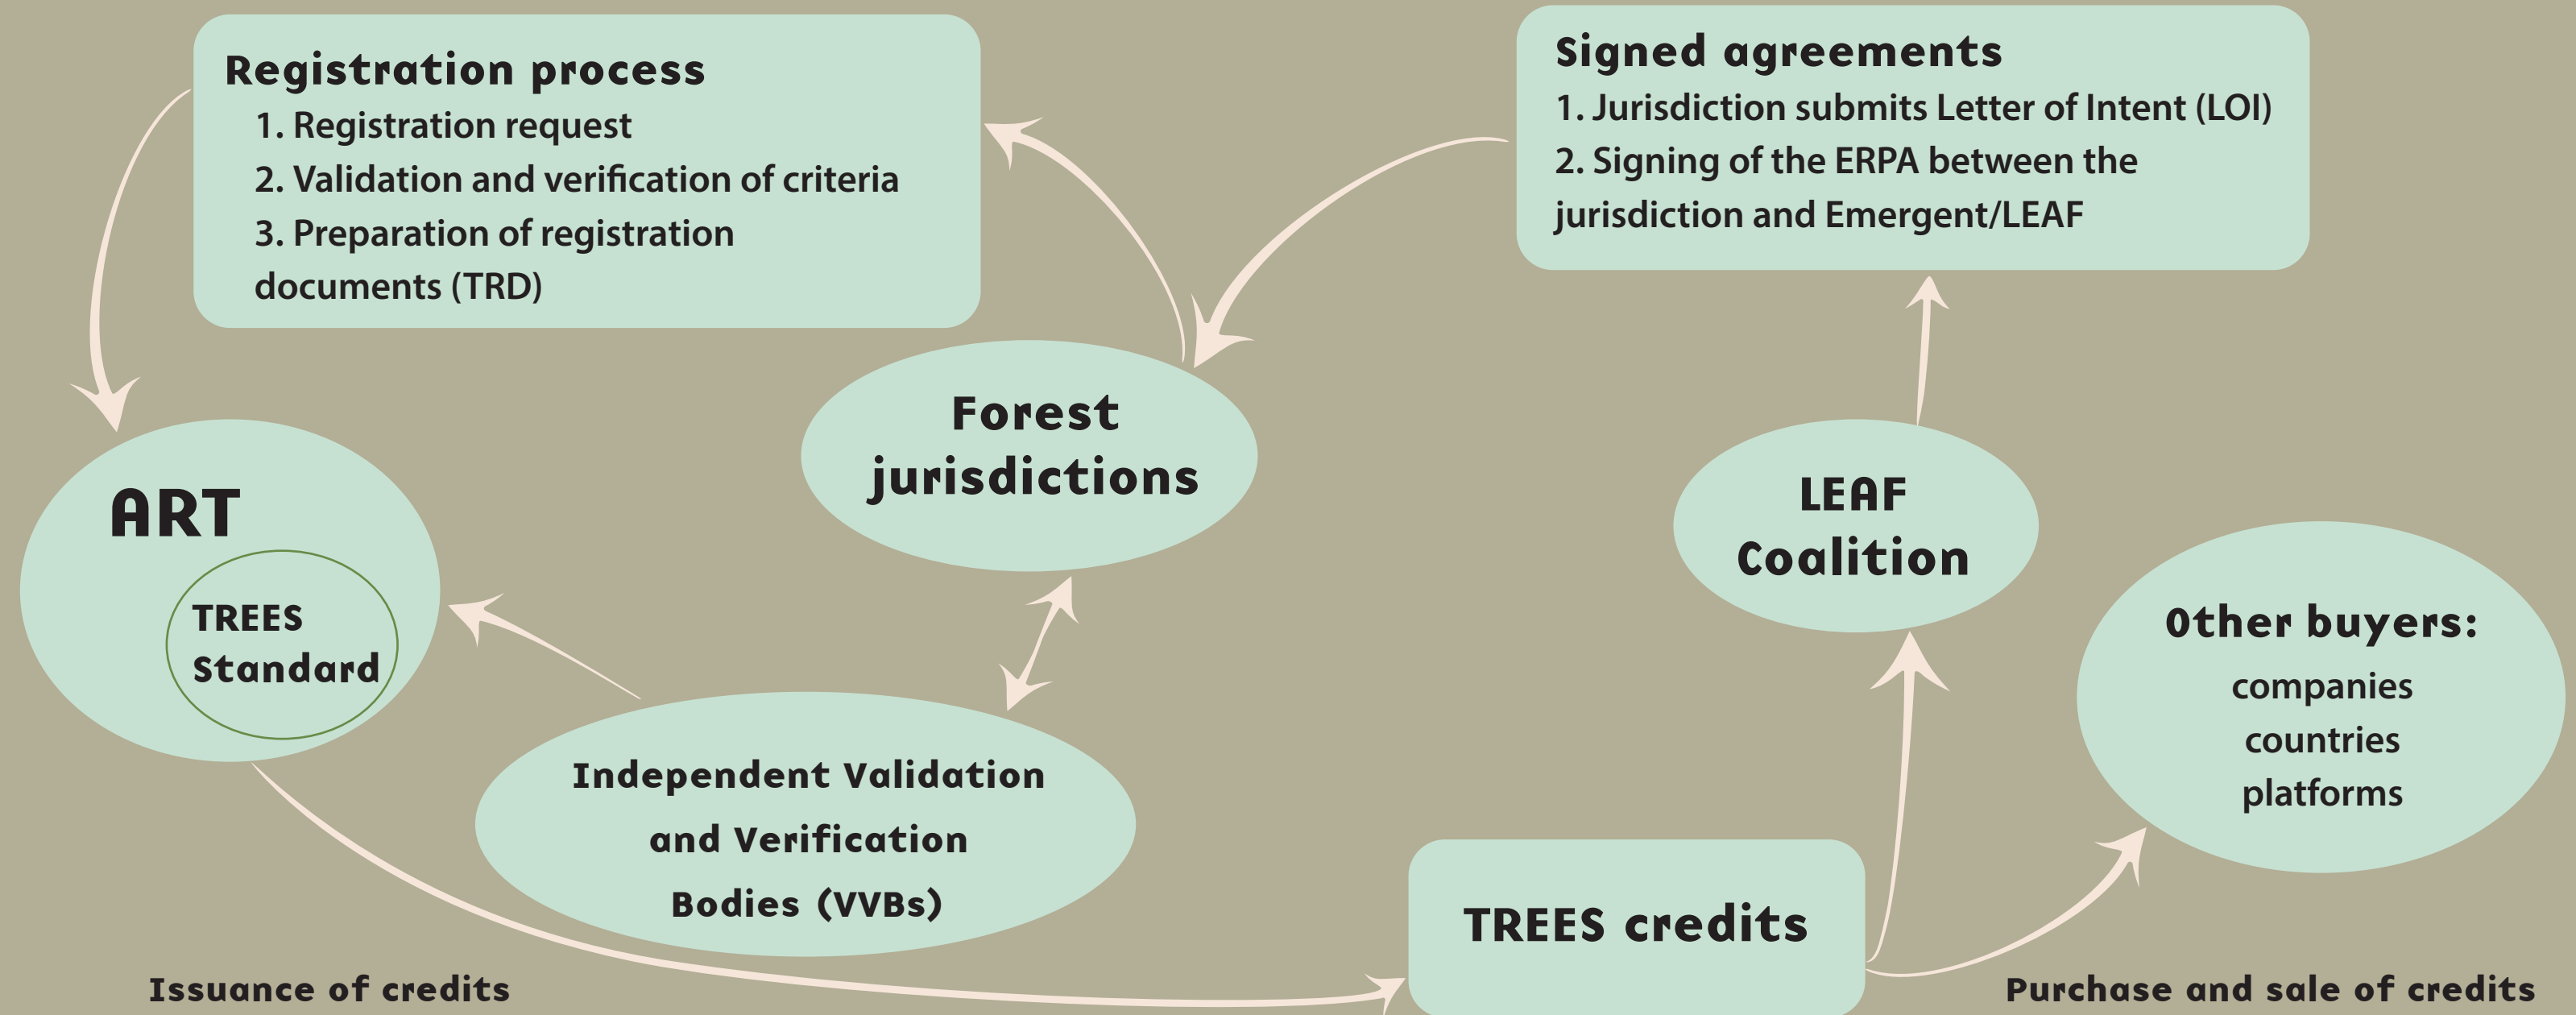 Registration process
1. Registration request
2. Validation and verification of criteria
3. Preparation of registration
documents (TRD)
Signed agreements
1. Jurisdiction submits Letter of Intent (LOI)
2. Signing of the ERPA between the
jurisdiction and Emergent/LEAF
Forest
jurisdictions
ART
TREES
Standard
LEAF
Coalition
Other buyers:
companies
countries
platforms
Independent Validation
and Verification
Bodies (VVBs)
TREES credits
Issuance of credits
Purchase and sale of credits